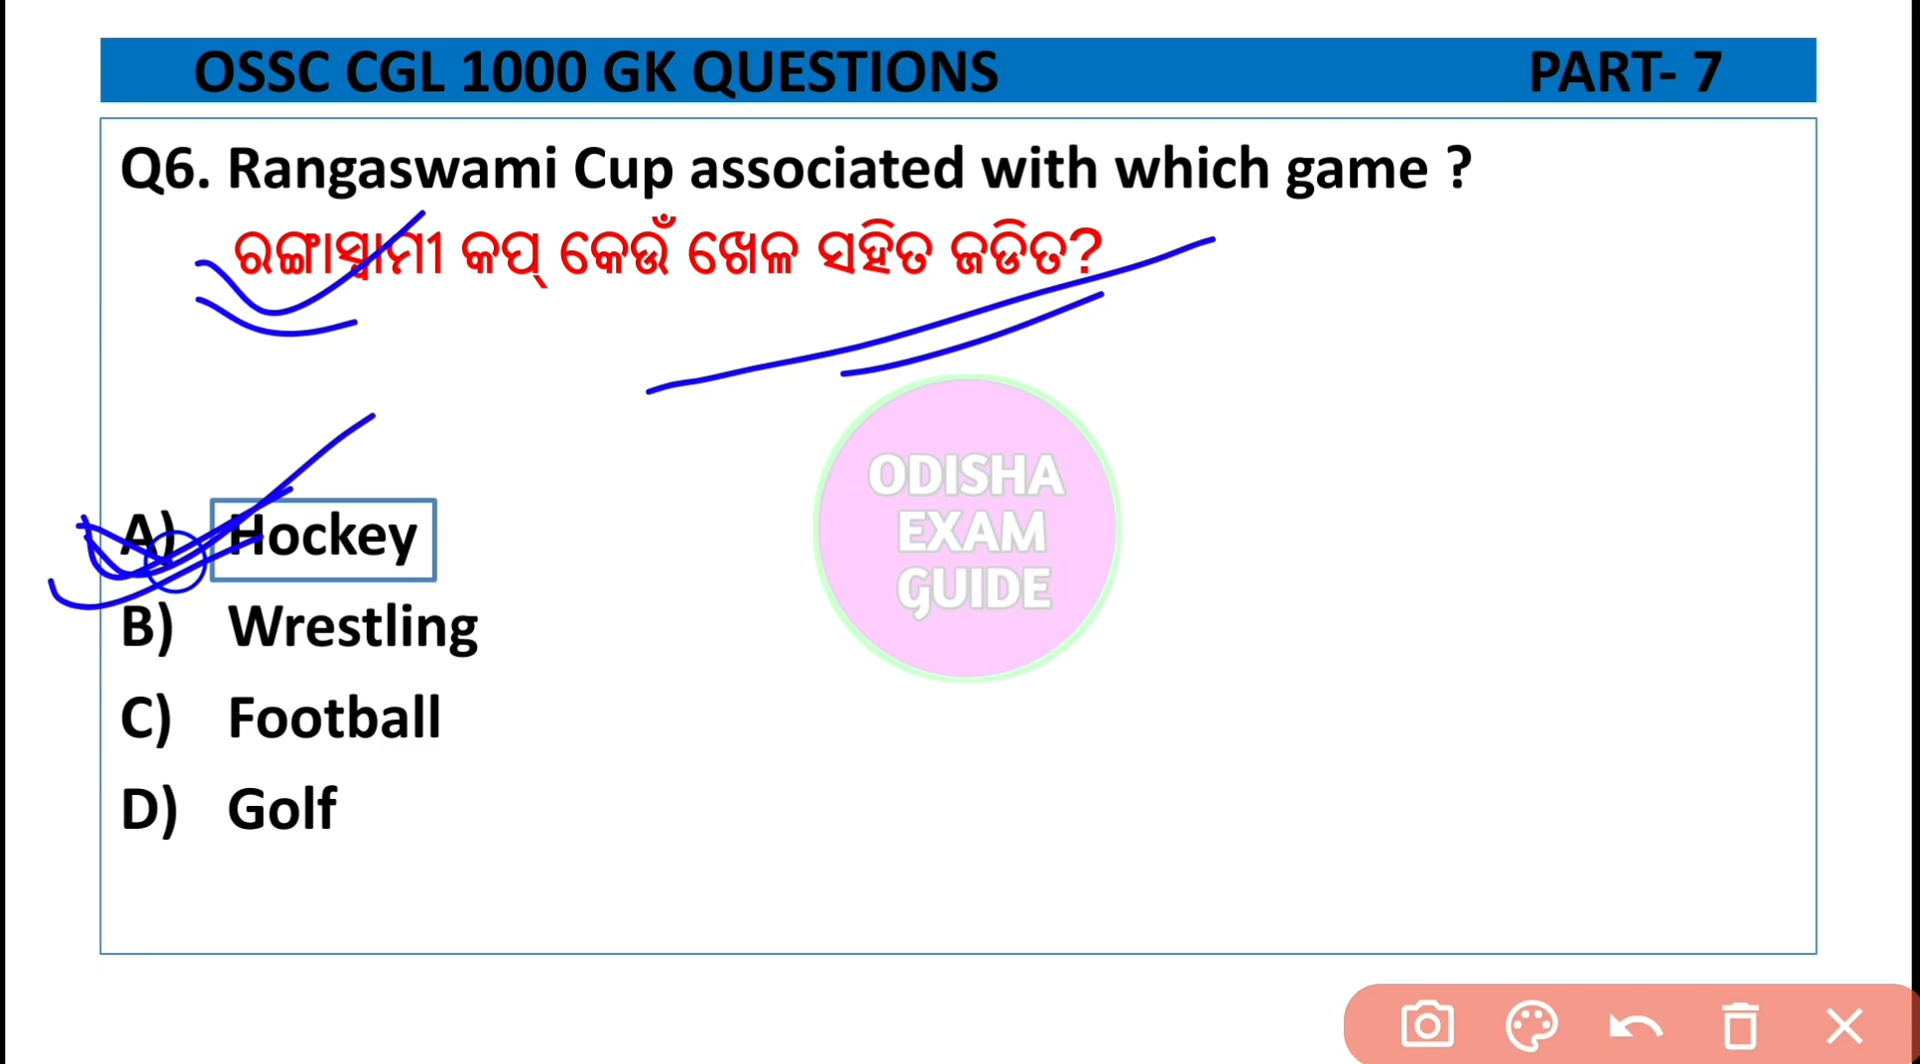 OSSC CGL 1000 GK QUESTIONS PART- 7
Q6. Rangaswami Cup associated with which game ?
ରଙ୍ଗାସ୍ୱାମୀ କପ୍ କେଉଁ ଖେଳ ସହିତ ଜଡିତ?
ODISHA
EXAM
GUIDE
A) Hockey
B) Wrestling
C) Football
D) Golf